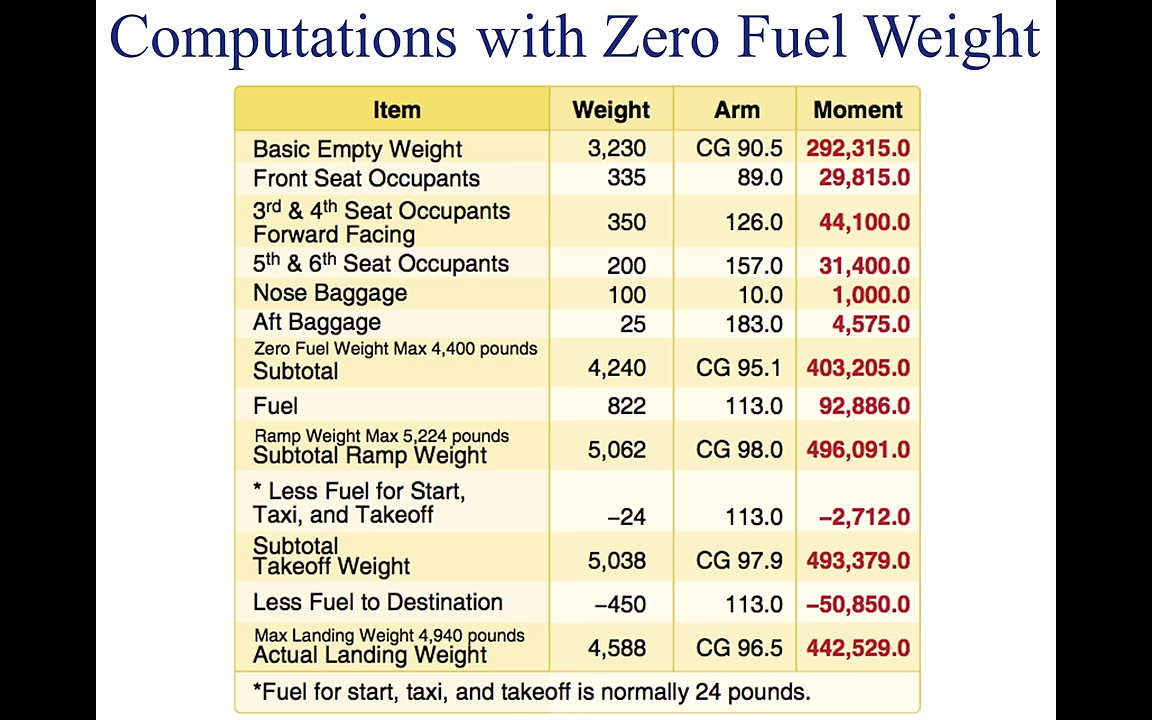 Computations with Zero Fuel Weight
Item Weight Arm Moment
Basic Empty Weight 3,230 CG 90.5 292,315.0
Front Seat Occupants 335 89.0 29,815.0
3rd & 4th Seat Occupants
Forward Facing 350 126.0 44,100.0
5th & 6th Seat Occupants 200 157.0 31,400.0
Nose Baggage 100 10.0 1,000.0
Aft Baggage 25 183.0 4,575.0
Zero Fuel Weight Max 4,400 pounds
Subtotal 4,240 CG 95.1 403,205.0
Fuel 822 113.0 92,886.0
Ramp Weight Max 5,224 pounds
Subtotal Ramp Weight 5,062 CG 98.0 496,091.0
* Less Fuel for Start,
Taxi, and Takeoff –24 113.0 –2,712.0
Subtotal
Takeoff Weight 5,038 CG 97.9 493,379.0
Less Fuel to Destination –450 113.0 –50,850.0
Max Landing Weight 4,940 pounds
Actual Landing Weight 4,588 CG 96.5 442,529.0
*Fuel for start, taxi, and takeoff is normally 24 pounds.